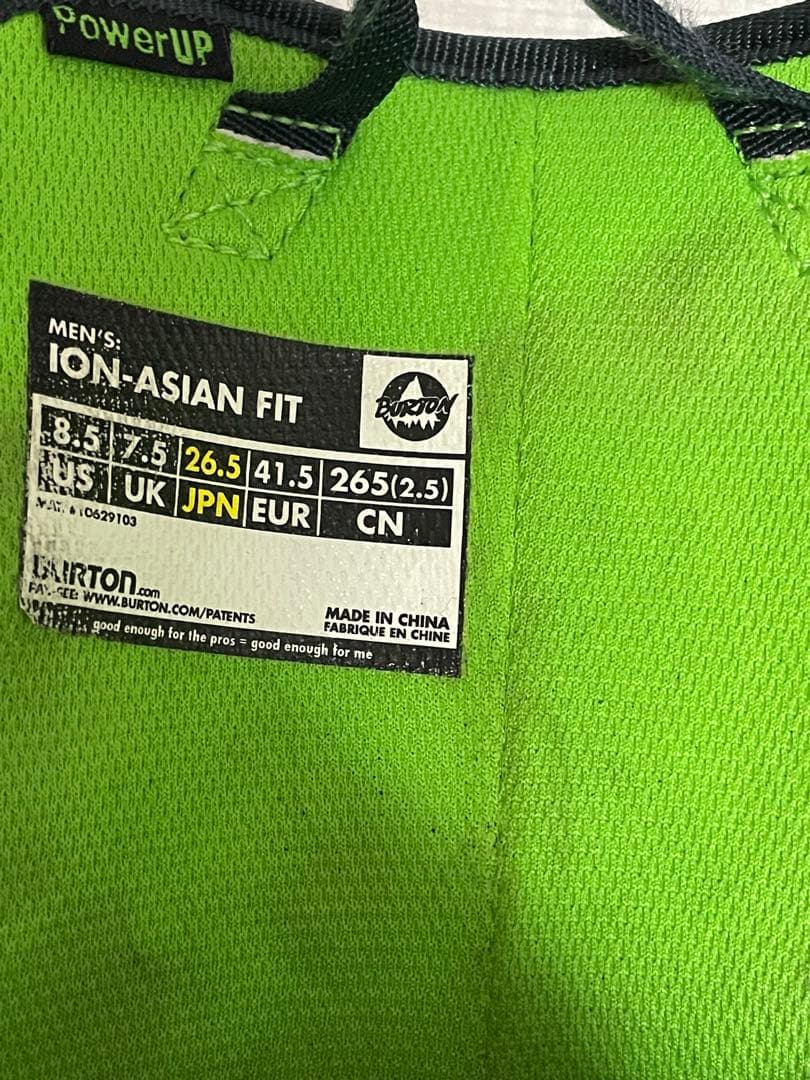 PowerUP
MEN'S:
ION-ASIAN FIT
BURTON
8.5 7.5 26.5 41.5 265(2.5)
US UK JPN EUR CN
10629103
BURTON.com
WWW.BURTON.COM/PATENTS
MADE IN CHINA
FABRIQUE EN CHINE
good enough for the pros = good enough for me